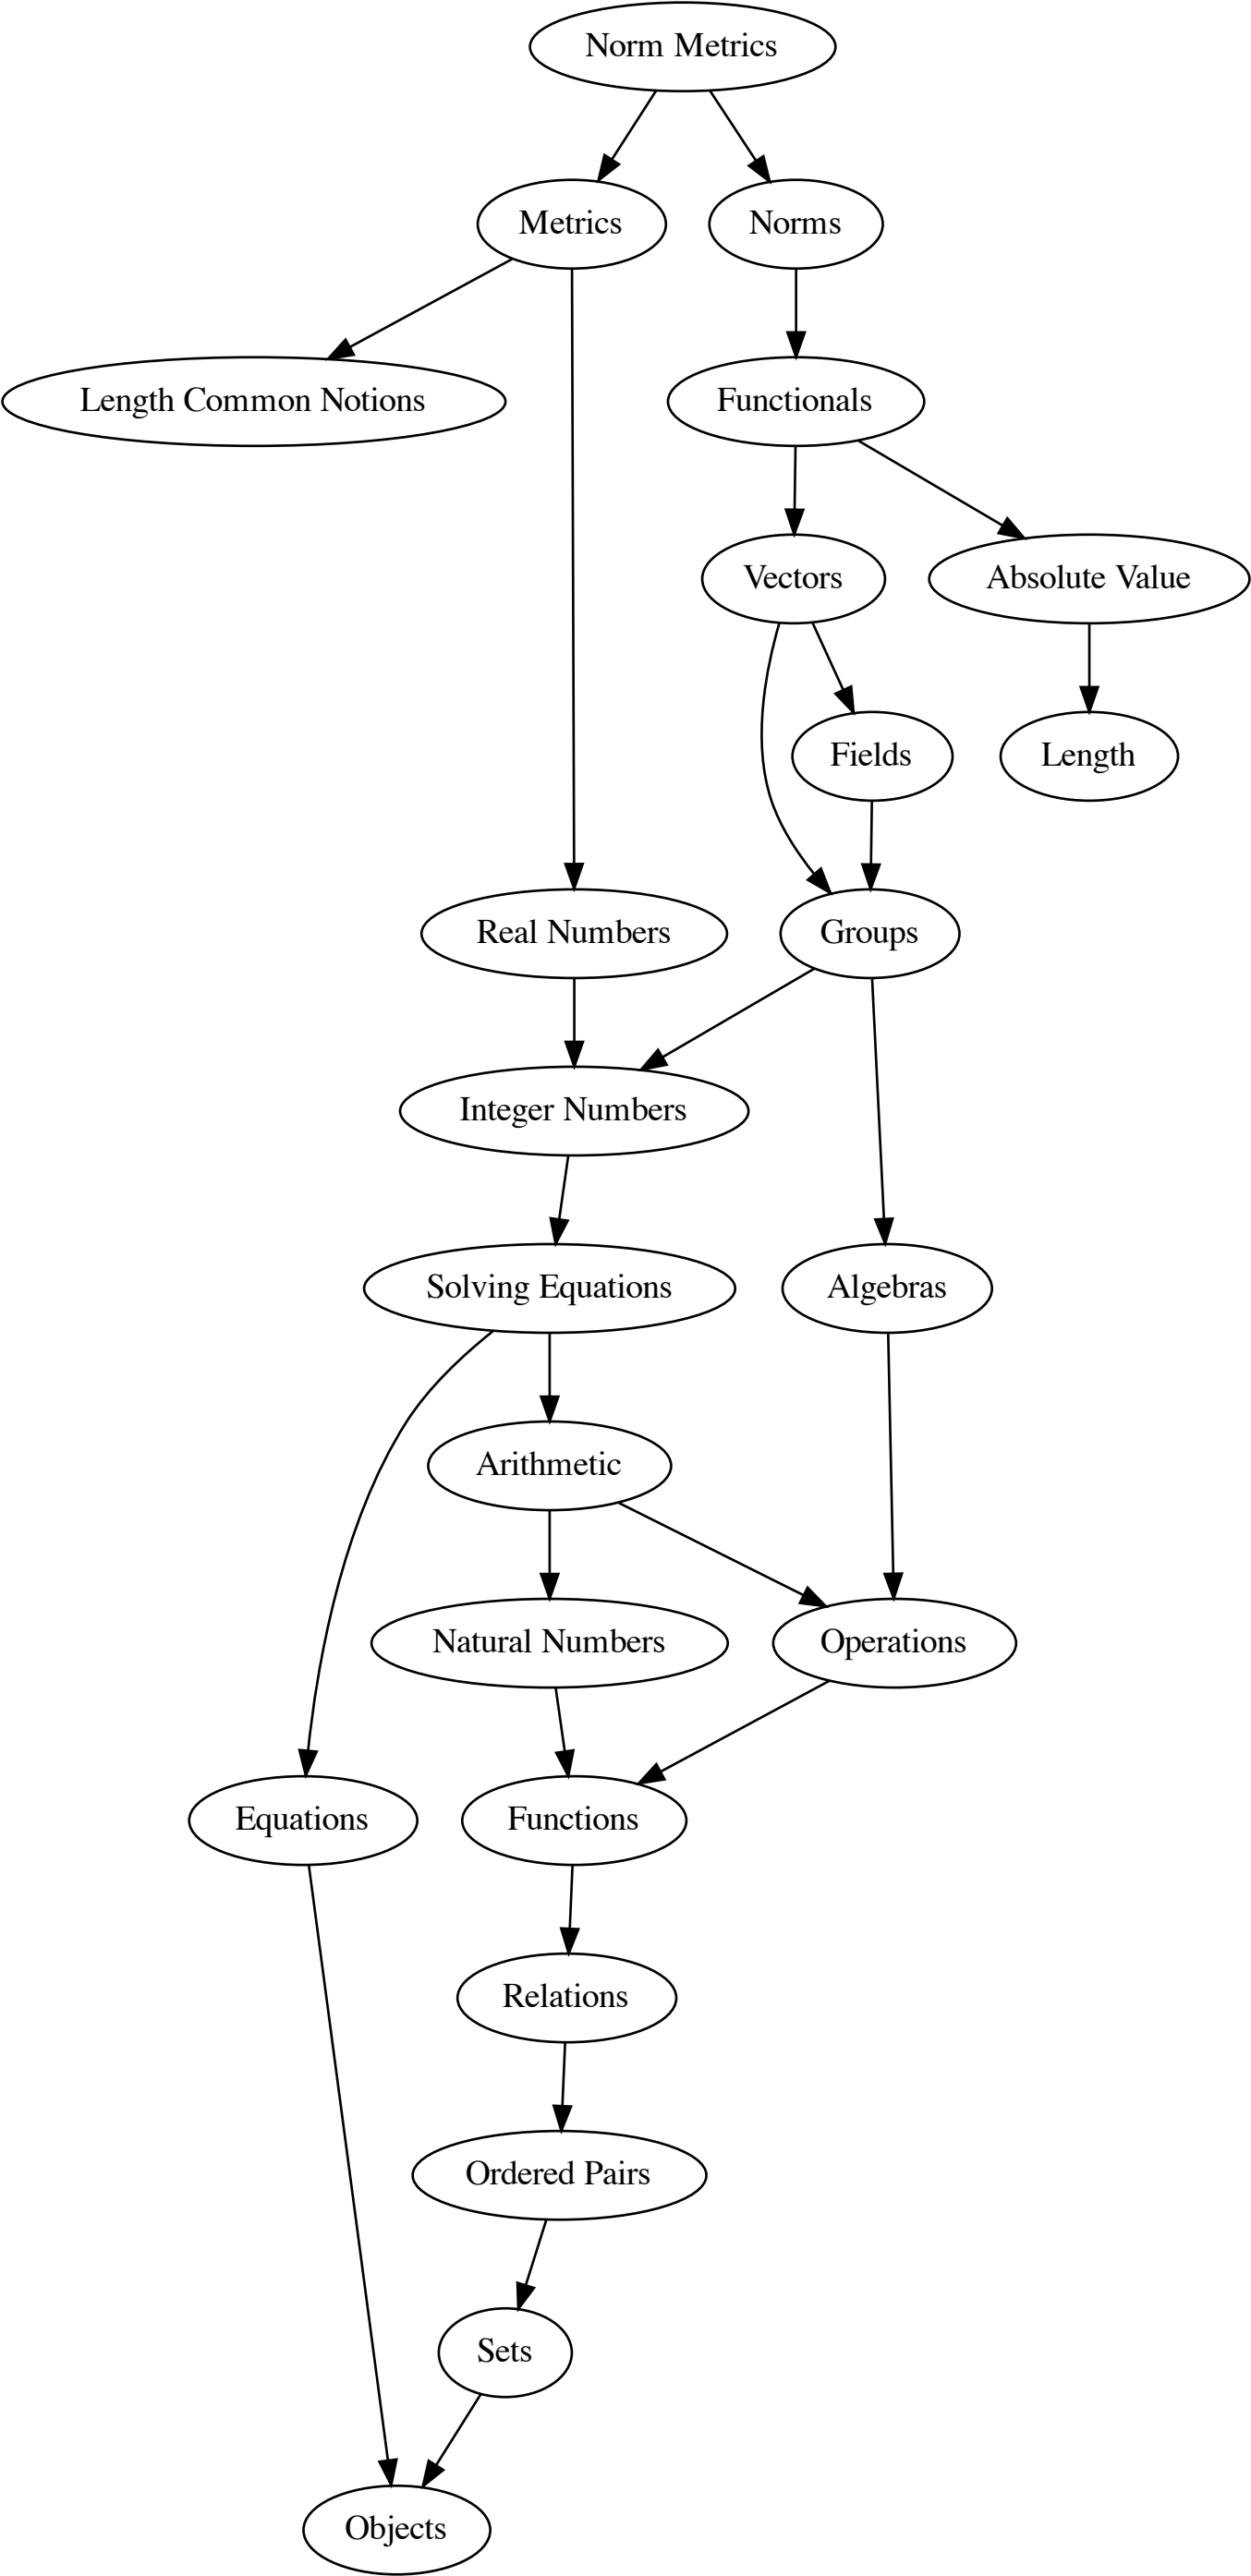 Norm Metrics
Metrics
Norms
Length Common Notions
Functionals
Vectors
Absolute Value
Fields
Length
Real Numbers
Groups
Integer Numbers
Solving Equations
Algebras
Arithmetic
Natural Numbers
Operations
Equations
Functions
Relations
Ordered Pairs
Sets
Objects